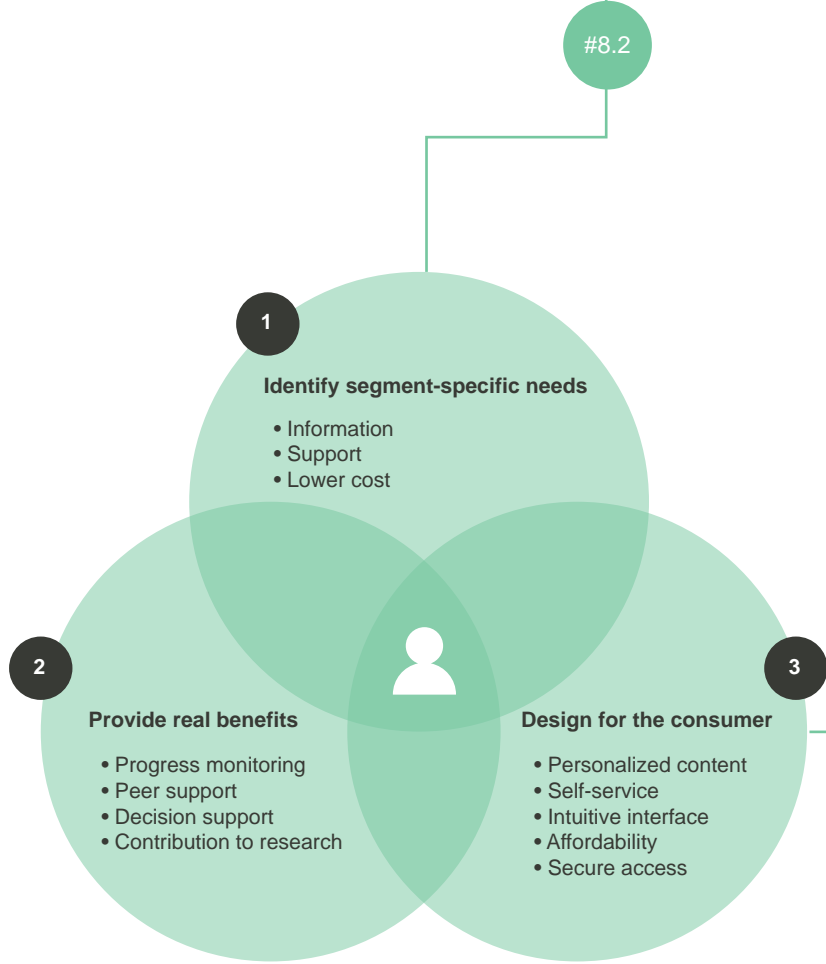 #8.2
1
Identify segment-specific needs
• Information
• Support
• Lower cost
2
Provide real benefits
• Progress monitoring
• Peer support
• Decision support
• Contribution to research
3
Design for the consumer
• Personalized content
• Self-service
• Intuitive interface
• Affordability
• Secure access